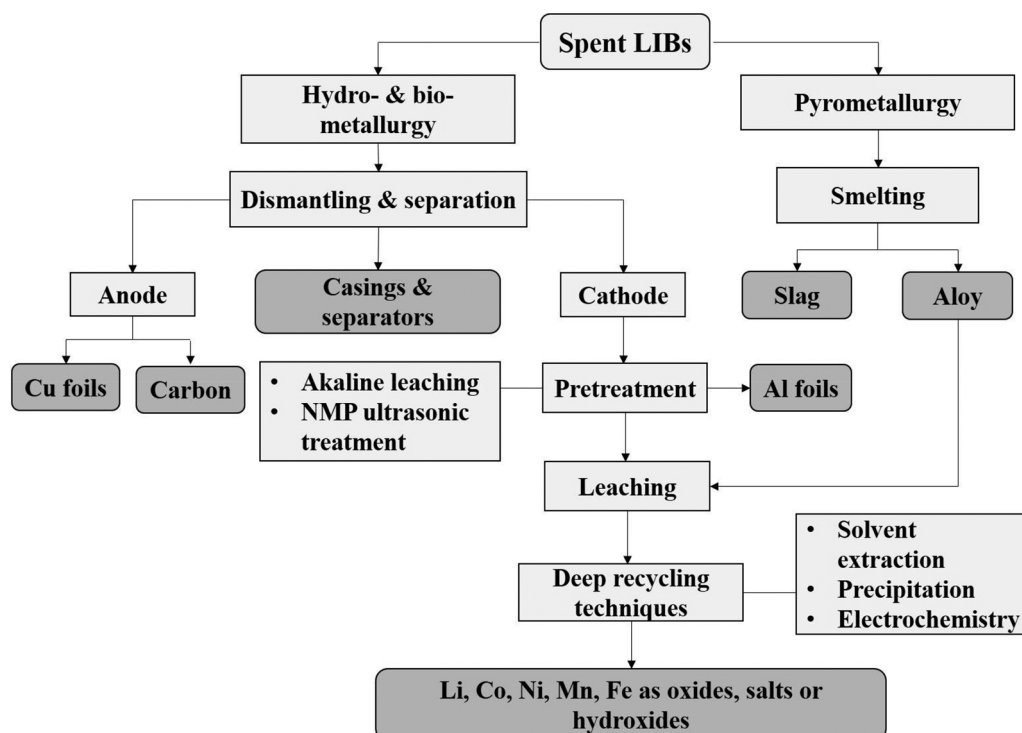 Spent LIBs
Hydro- & bio-
metallurgy
Pyrometallurgy
Dismantling & separation
Smelting
Anode
Casings &
separators
Cathode
Slag
Aloy
Cu foils
Carbon
• Akaline leaching
• NMP ultrasonic
treatment
Pretreatment
Al foils
Leaching
Deep recycling
techniques
• Solvent
extraction
• Precipitation
• Electrochemistry
Li, Co, Ni, Mn, Fe as oxides, salts or
hydroxides